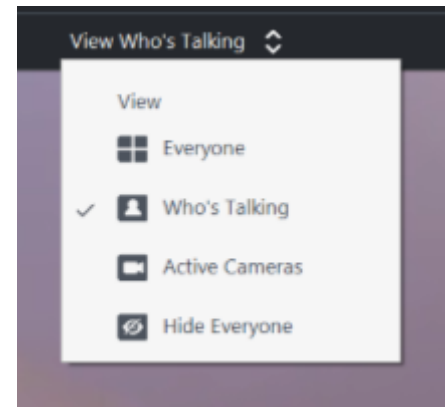 View Who's Talking
View
Everyone
Who's Talking
Active Cameras
Hide Everyone